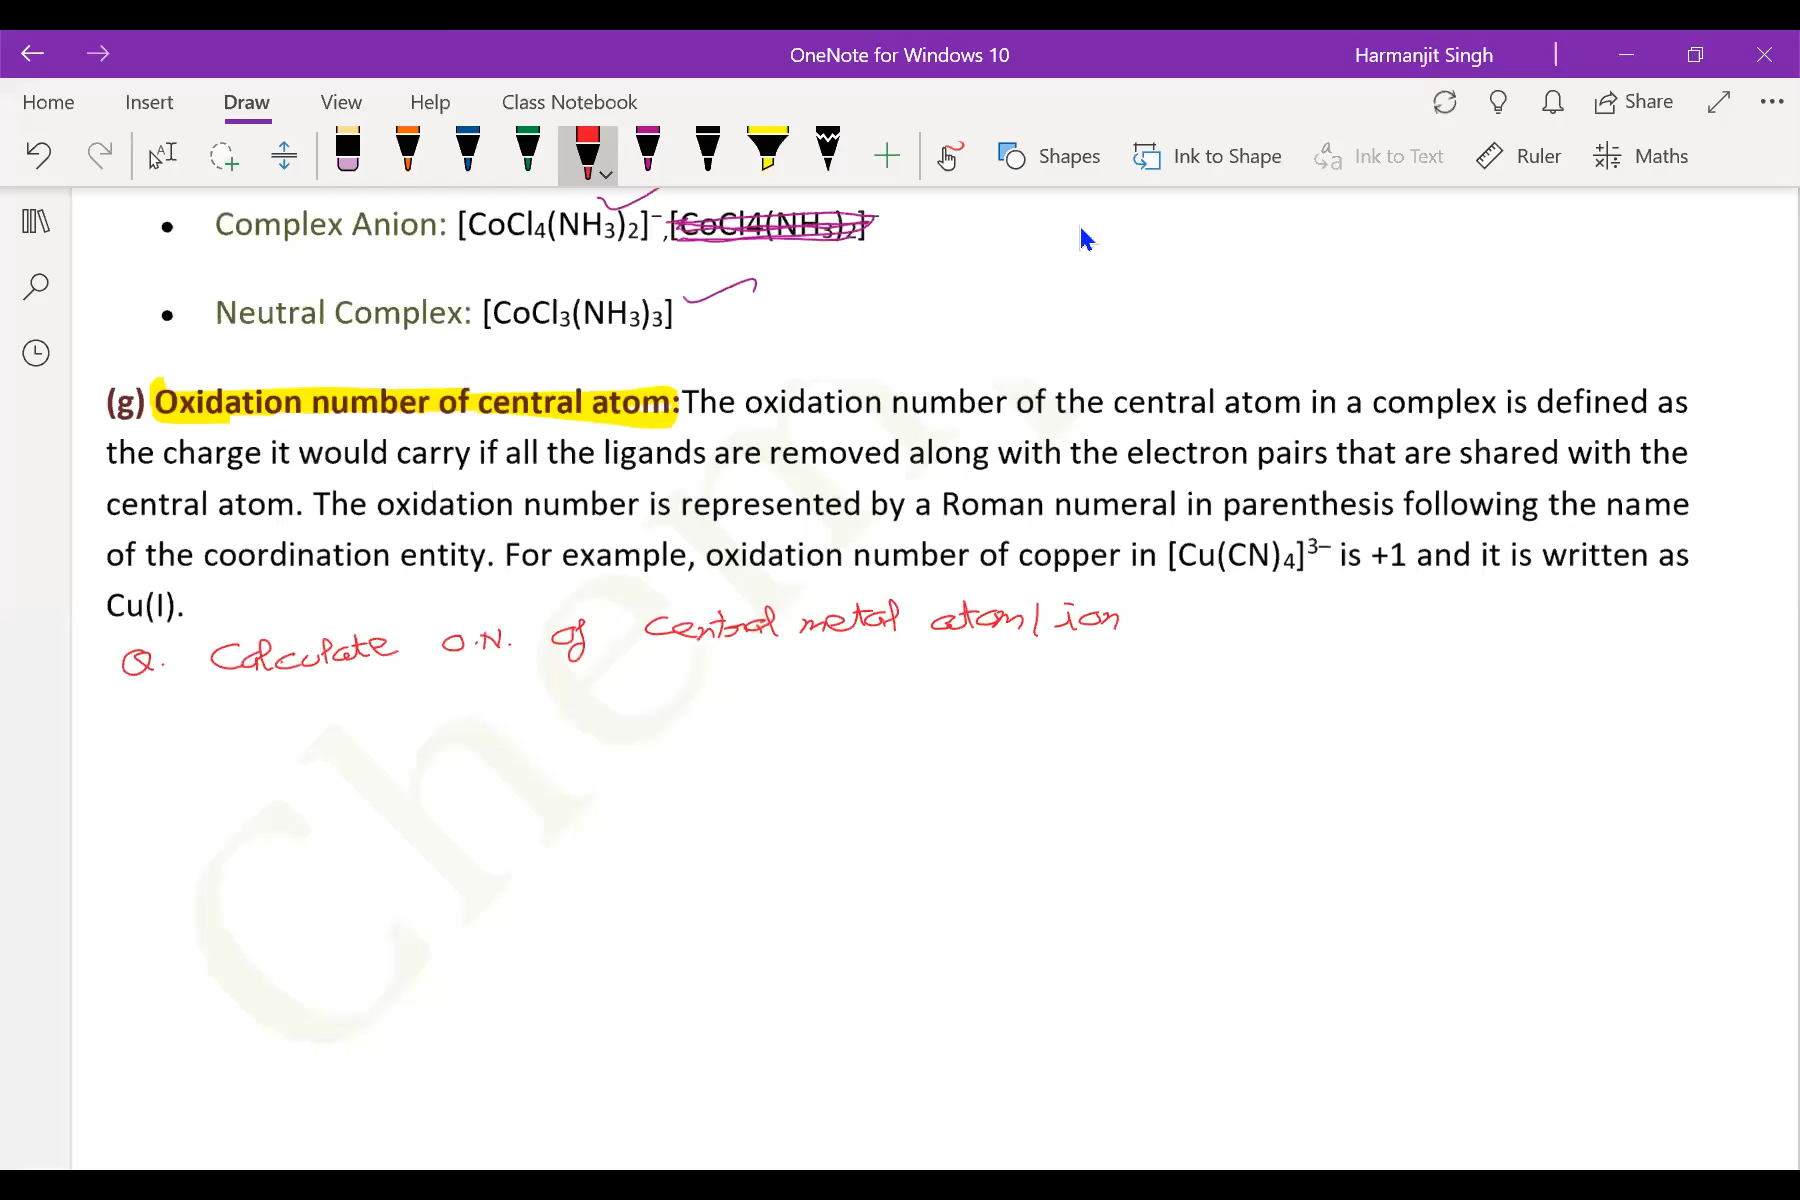 OneNote for Windows 10
Harmanjit Singh
Home Insert Draw View Help Class Notebook
Share
Shapes Ink to Shape Ink to Text Ruler Maths
• Complex Anion: [CoCl₄(NH₃)₂]⁻,[CoCl4(NH₃)₂]⁻
• Neutral Complex: [CoCl₃(NH₃)₃]
(g) Oxidation number of central atom:The oxidation number of the central atom in a complex is defined as
the charge it would carry if all the ligands are removed along with the electron pairs that are shared with the
central atom. The oxidation number is represented by a Roman numeral in parenthesis following the name
of the coordination entity. For example, oxidation number of copper in [Cu(CN)₄]³⁻ is +1 and it is written as
Cu(I).
Q. Calculate O.N. of central metal atom/ion
Chem